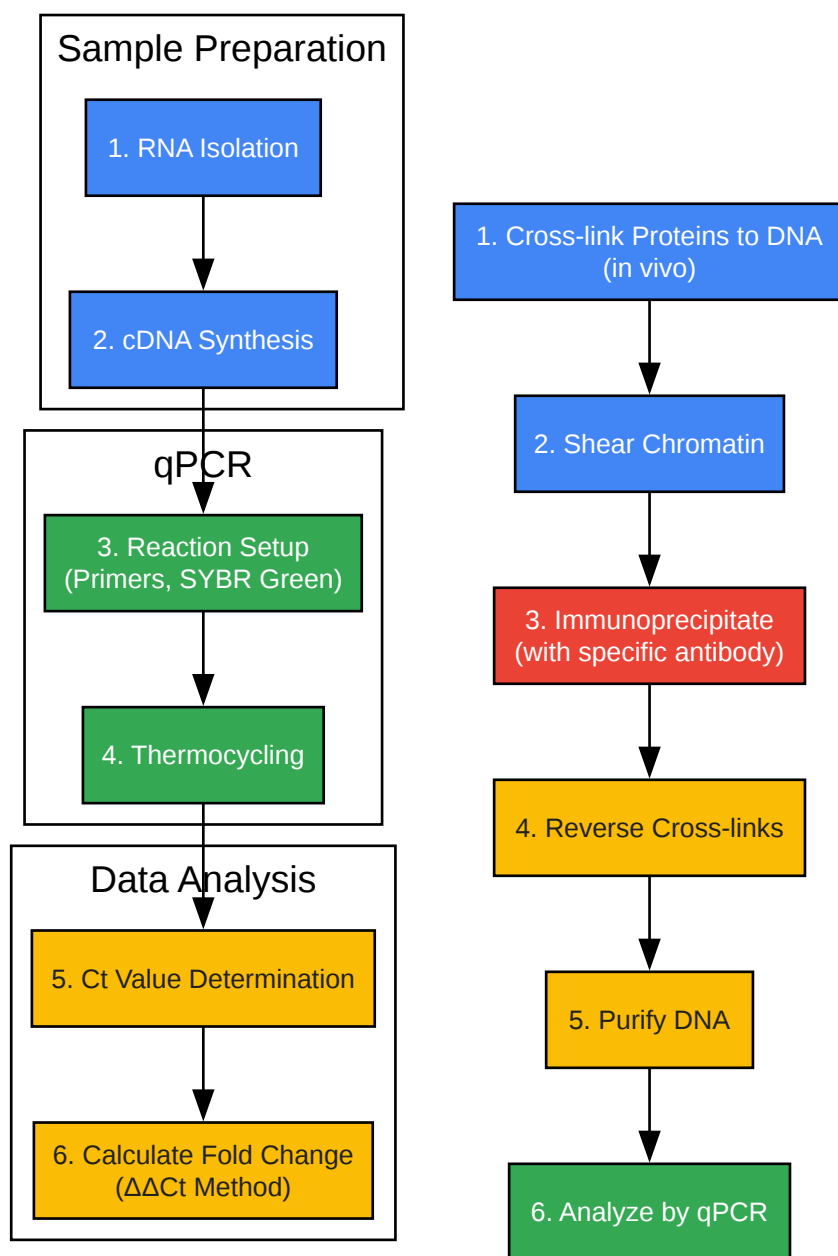 Sample Preparation
1. RNA Isolation
2. cDNA Synthesis
qPCR
3. Reaction Setup
(Primers, SYBR Green)
4. Thermocycling
Data Analysis
5. Ct Value Determination
6. Calculate Fold Change
(ΔΔCt Method)
1. Cross-link Proteins to DNA
(in vivo)
2. Shear Chromatin
3. Immunoprecipitate
(with specific antibody)
4. Reverse Cross-links
5. Purify DNA
6. Analyze by qPCR